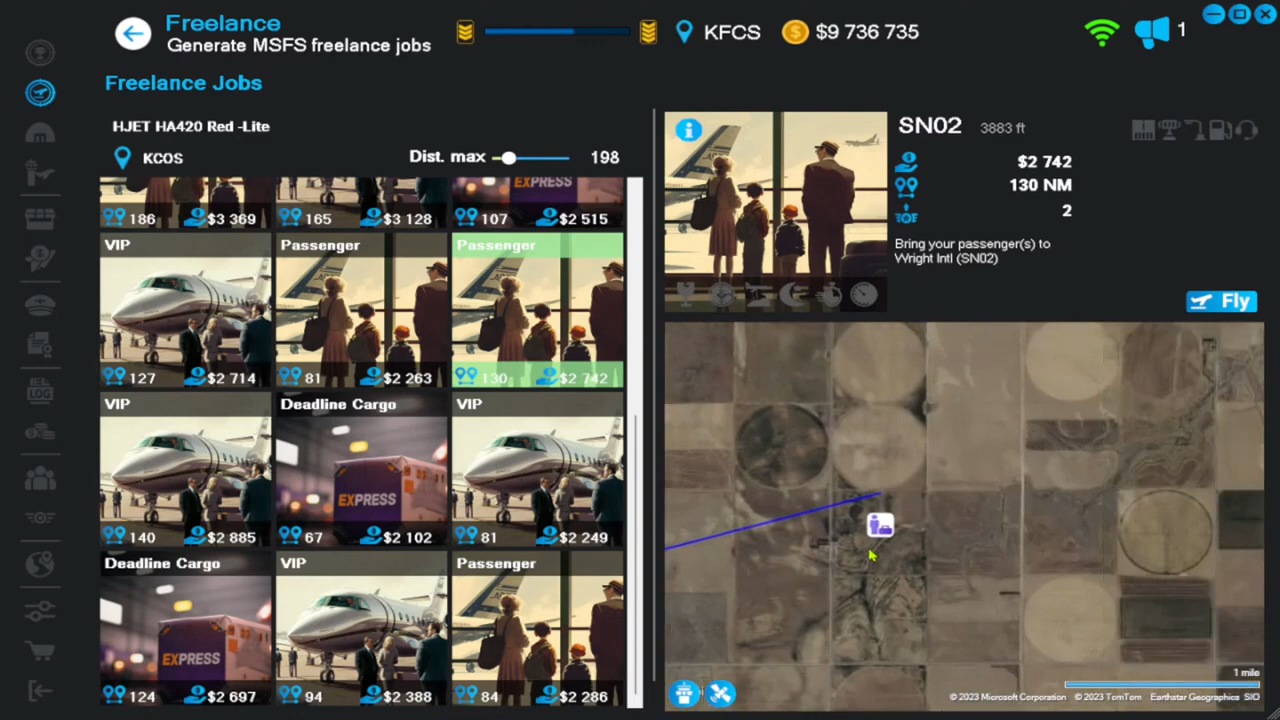 Freelance
Generate MSFS freelance jobs
KFCS
$9 736 735
1
Freelance Jobs
HJET HA420 Red -Lite
KCOS
Dist. max
198
EXPRESS
186
$3 369
165
$3 128
107
$2 515
VIP
127
$2 714
Passenger
81
$2 263
Passenger
130
$2 742
VIP
140
$2 885
Deadline Cargo
EXPRESS
67
$2 102
VIP
81
$2 249
Deadline Cargo
EXPRESS
124
$2 697
VIP
94
$2 388
Passenger
84
$2 286
SN02
3883 ft
$2 742
130 NM
2
Bring your passenger(s) to
Wright Intl (SN02)
Fly
1 mile
© 2023 Microsoft Corporation © 2023 TomTom Earthstar Geographics SIO